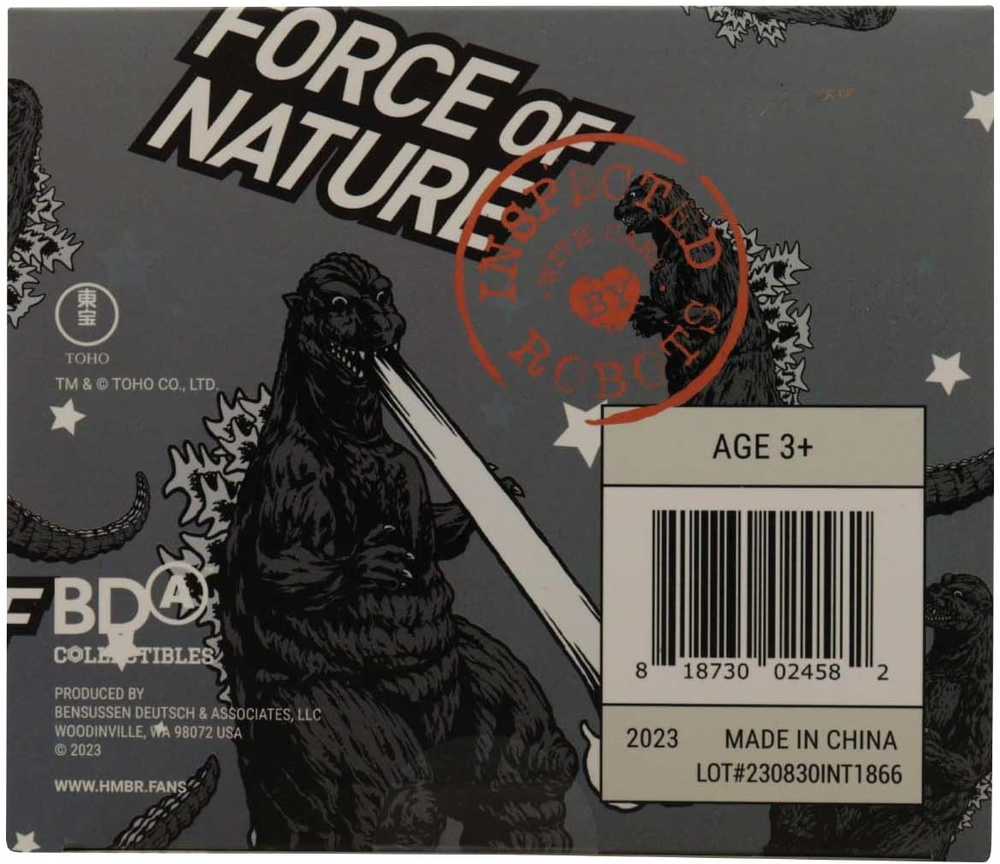 FORCE OF
NATURE
INSPECTED
WITH CARE
BY
ROBOTS
東
宝
TOHO
TM & © TOHO CO., LTD.
AGE 3+
8 18730 02458 2
2023 MADE IN CHINA
LOT#230830INT1866
BDA
COLLECTIBLES
PRODUCED BY
BENSUSSEN DEUTSCH & ASSOCIATES, LLC
WOODINVILLE, WA 98072 USA
© 2023
WWW.HMBR.FANS